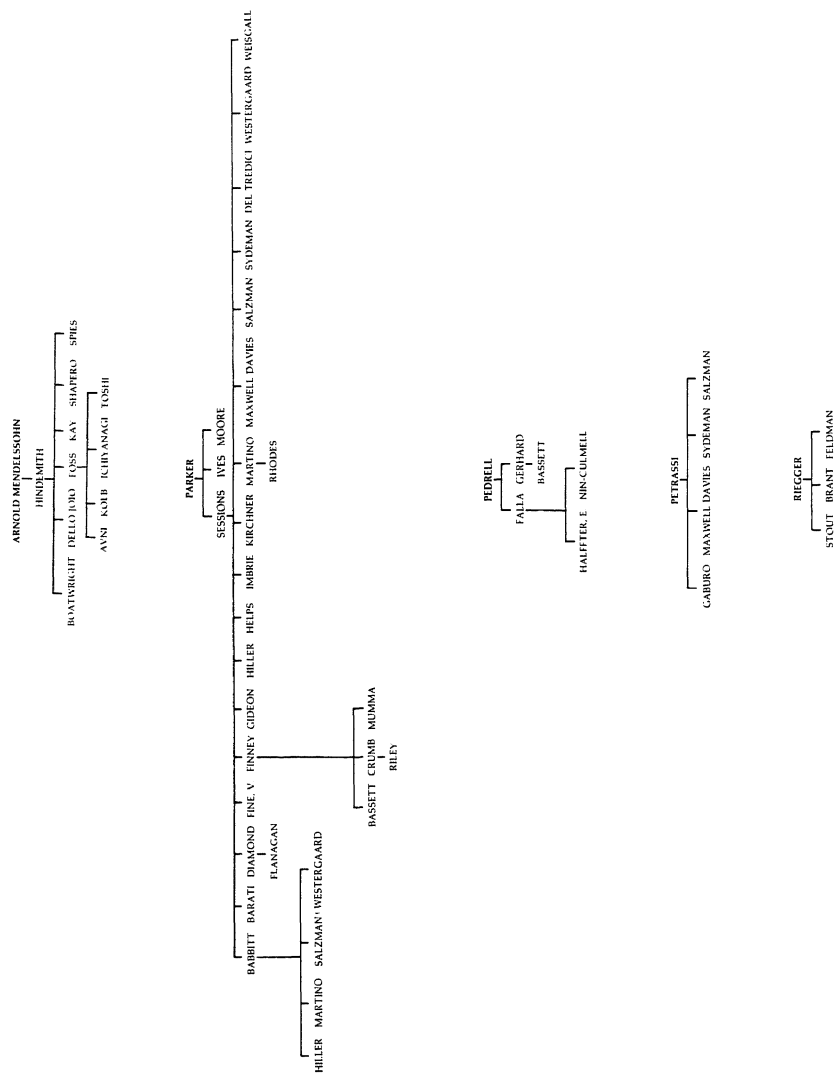 ARNOLD MENDELSSOHN
HINDEMITH
BOATWRIGHT DELLO JOIO FOSS KAY SHAPERO SPIES
AVNI KOLB ICHIYANAGI TOSHI
PARKER
SESSIONS IVES MOORE
BABBITT BARATI DIAMOND FINE, V FINNEY GIDEON HILLER HELPS IMBRIE KIRCHNER MARTINO MAXWELL DAVIES SALZMAN SYDEMAN DEL TREDICI WESTERGAARD WEISGALL
FLANAGAN
RHODES
HILLER MARTINO SALZMAN WESTERGAARD
BASSETT CRUMB MUMMA
RILEY
PEDRELL
FALLA GERHARD
BASSETT
HALFFTER, E NIN-CULMELL
PETRASSI
GABURO MAXWELL DAVIES SYDEMAN SALZMAN
RIEGGER
STOUT BRANT FELDMAN